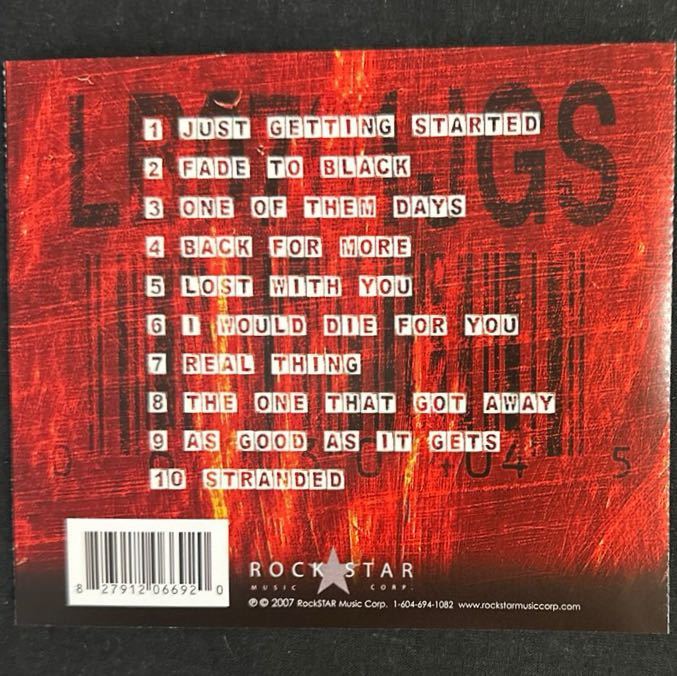 1 JUST GETTING STARTED
2 FADE TO BLACK
3 ONE OF THEM DAYS
4 BACK FOR MORE
5 LOST WITH YOU
6 I WOULD DIE FOR YOU
7 REAL THING
8 THE ONE THAT GOT AWAY
9 AS GOOD AS IT GETS
10 STRANDED
8 27912 06692 0
ROCKSTAR
MUSIC CORP.
℗ © 2007 RockSTAR Music Corp. 1-604-694-1082 www.rockstarmusiccorp.com